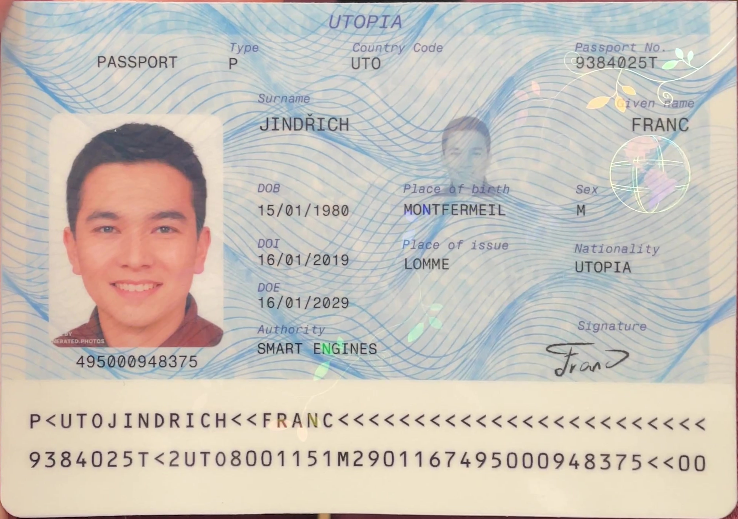 UTOPIA
Type Country Code Passport No.
PASSPORT P UTO 9384025T
Surname Given name
JINDŘICH FRANC
DOB Place of birth Sex
15/01/1980 MONTFERMEIL M
DOI Place of issue Nationality
16/01/2019 LOMME UTOPIA
DOE
16/01/2029
Authority Signature
SMART ENGINES Franc
495000948375
P<UTOJINDRICH<<FRANC<<<<<<<<<<<<<<<<<<<<<<<<
9384025T<2UTO8001151M2901167495000948375<<00